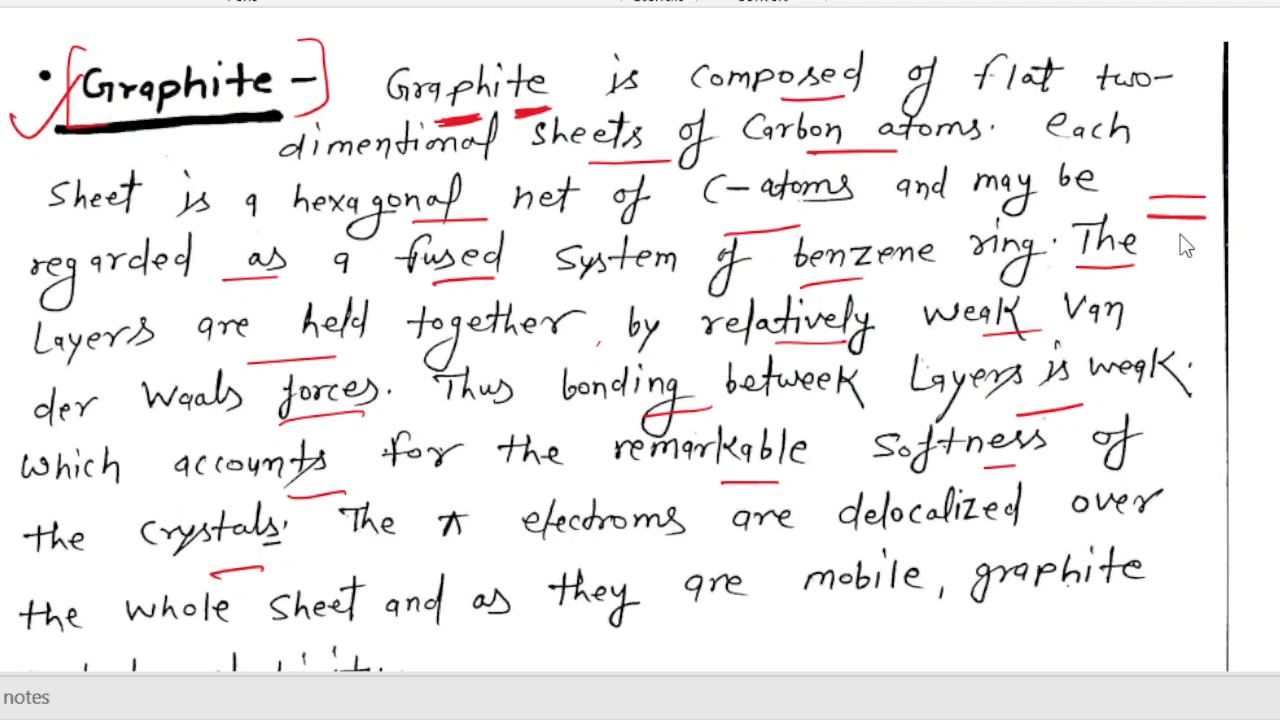 • Graphite - Graphite is composed of flat two-
dimentional sheets of Carbon atoms. each
Sheet is a hexagonal net of C-atoms and may be
regarded as a fused System of benzene ring. The
Layers are held together by relatively weak Van
der Waals forces. Thus bonding betweek Layers is weak.
which accounts for the remarkable Softness of
the crystals. The π electroms are delocalized over
the whole sheet and as they are mobile, graphite
notes